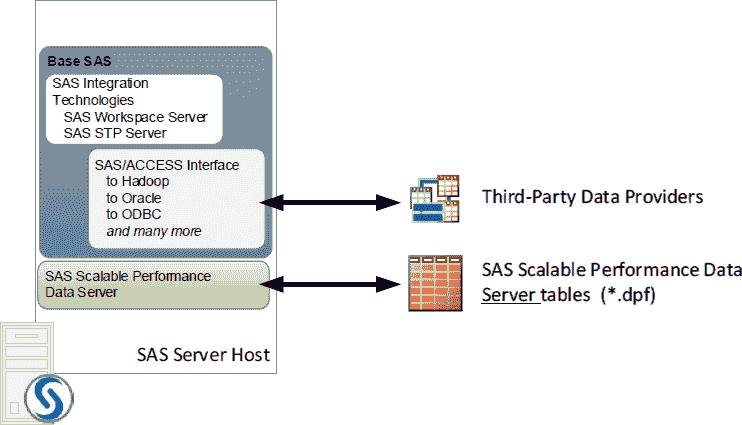 Base SAS
SAS Integration
Technologies
SAS Workspace Server
SAS STP Server
SAS/ACCESS Interface
to Hadoop
to Oracle
to ODBC
and many more
Third-Party Data Providers
SAS Scalable Performance
Data Server
SAS Scalable Performance Data
Server tables (*.dpf)
SAS Server Host